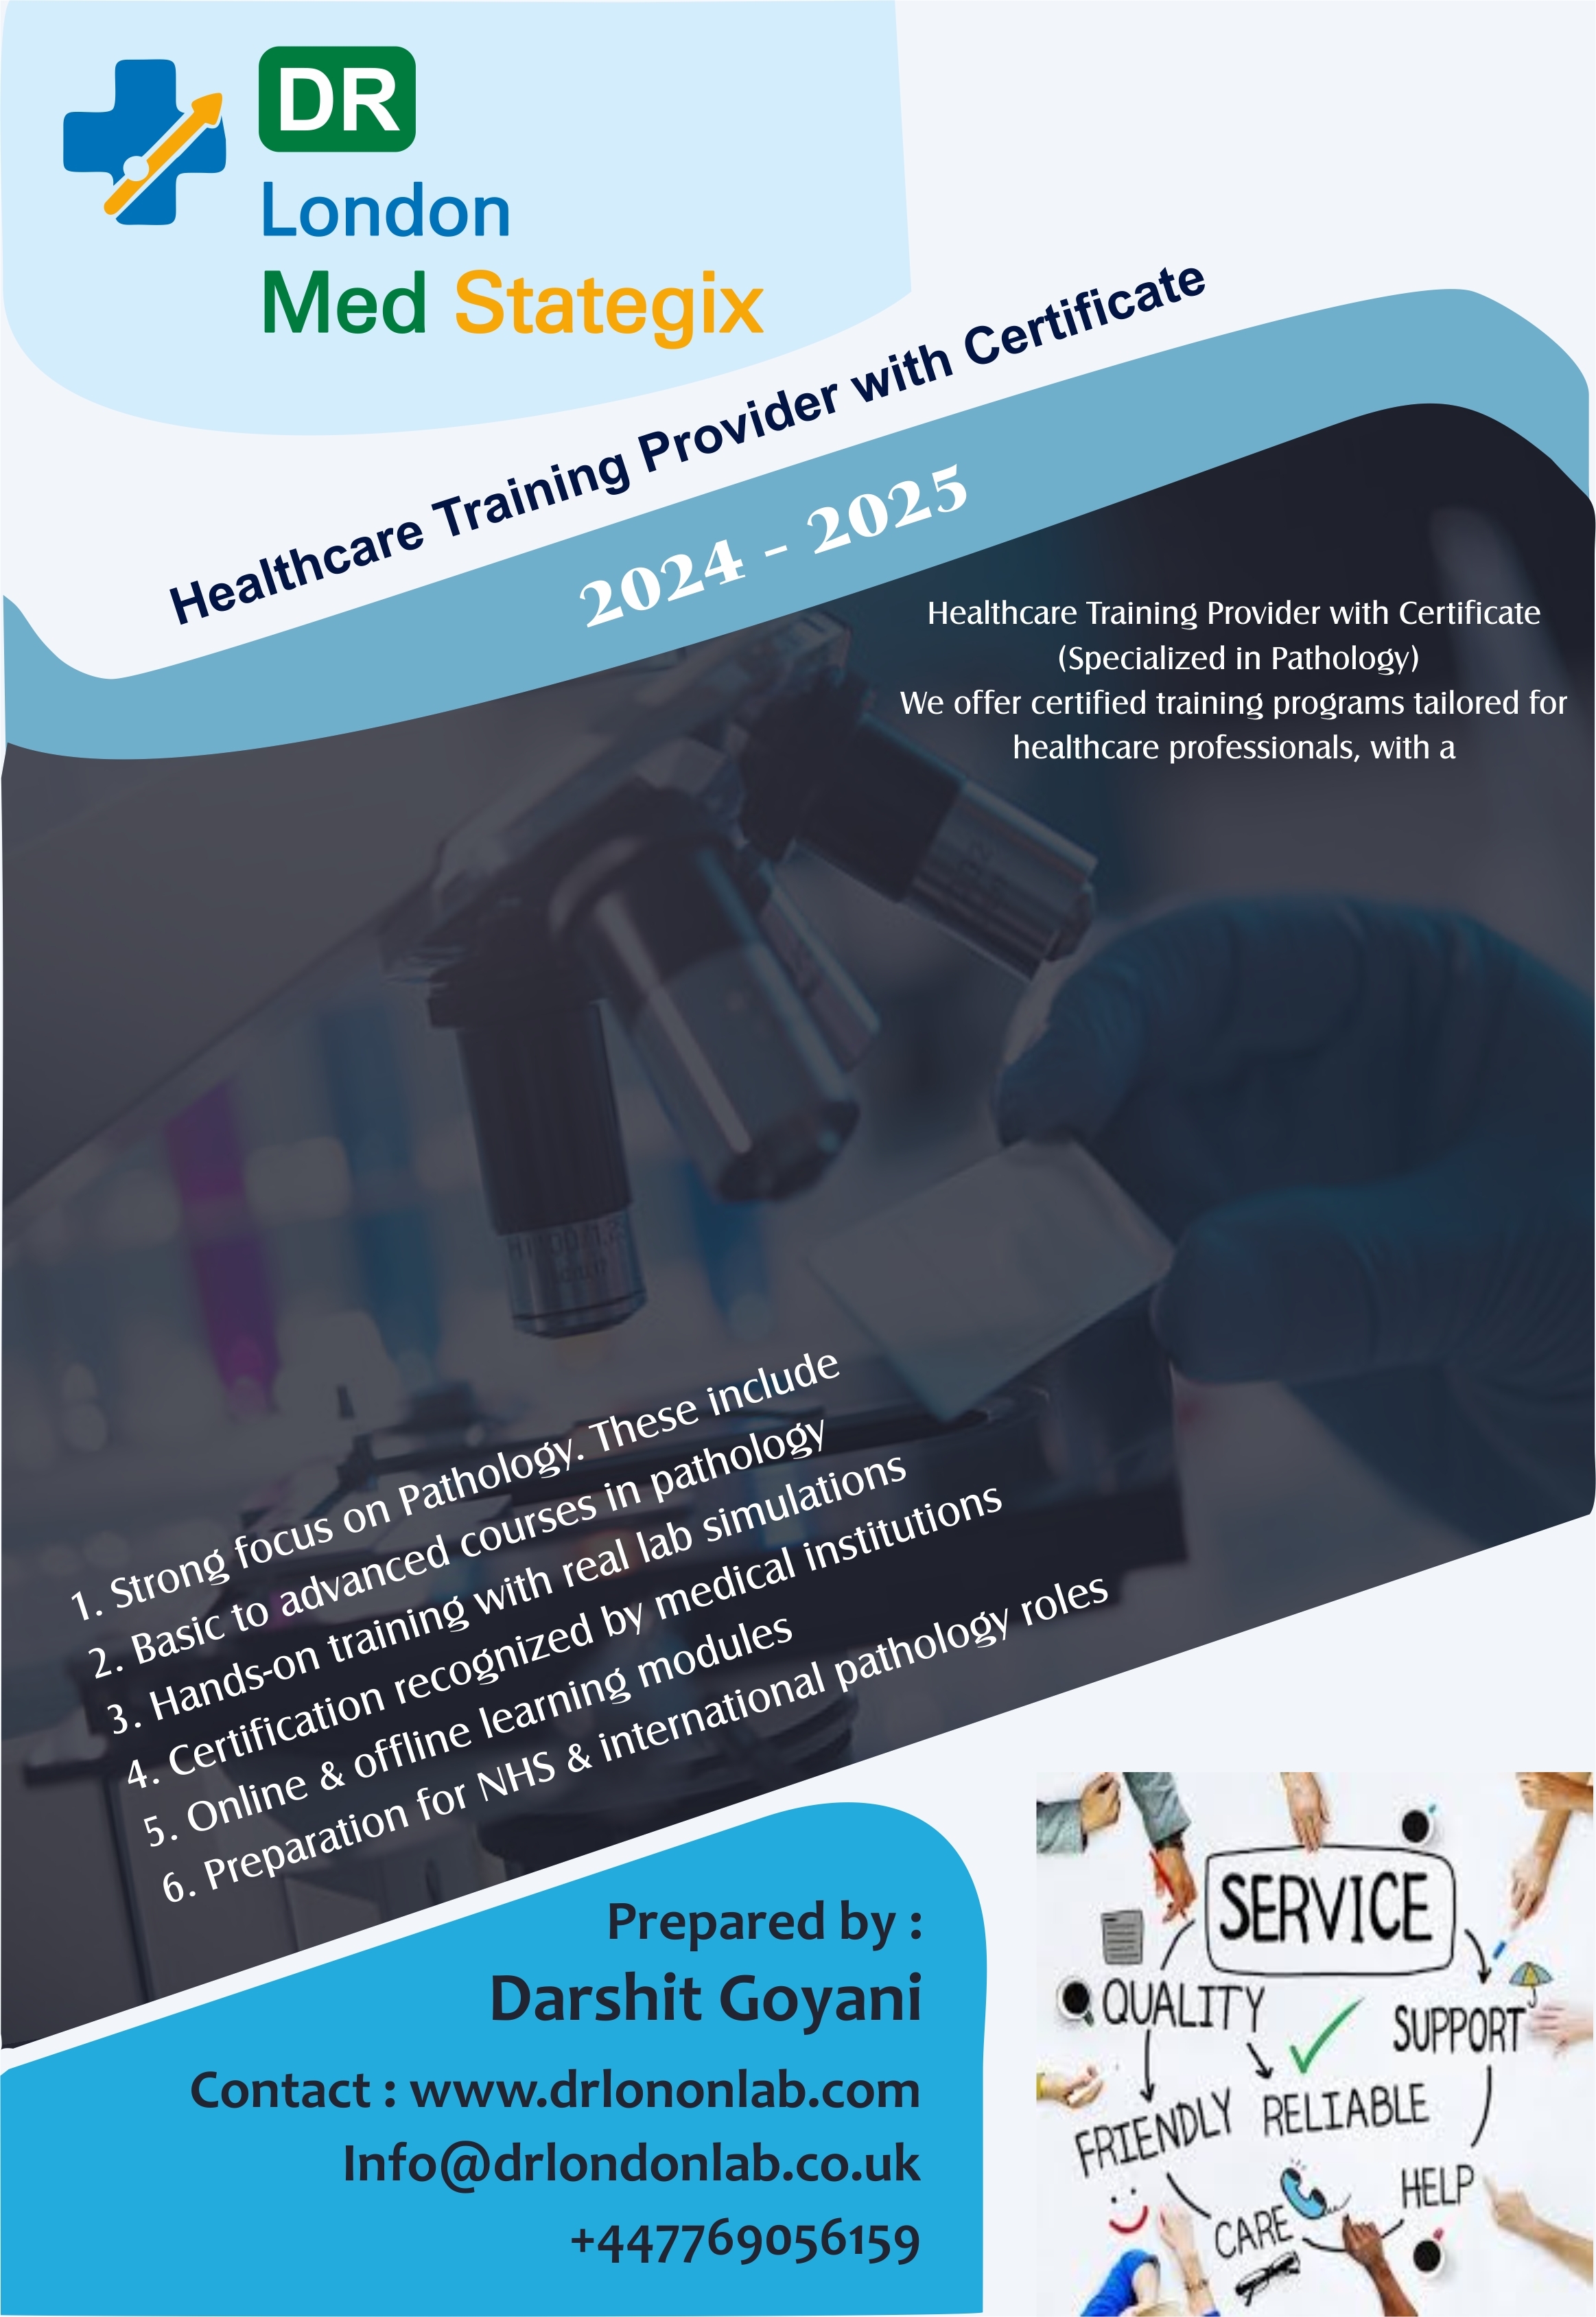 DR
London
Med Stategix
Healthcare Training Provider with Certificate
2024 - 2025
Healthcare Training Provider with Certificate
(Specialized in Pathology)
We offer certified training programs tailored for
healthcare professionals, with a
1. Strong focus on Pathology. These include
2. Basic to advanced courses in pathology
3. Hands-on training with real lab simulations
4. Certification recognized by medical institutions
5. Online & offline learning modules
6. Preparation for NHS & international pathology roles
Prepared by :
Darshit Goyani
Contact : www.drlononlab.com
Info@drlondonlab.co.uk
+447769056159
SERVICE
QUALITY
SUPPORT
FRIENDLY
RELIABLE
CARE
HELP